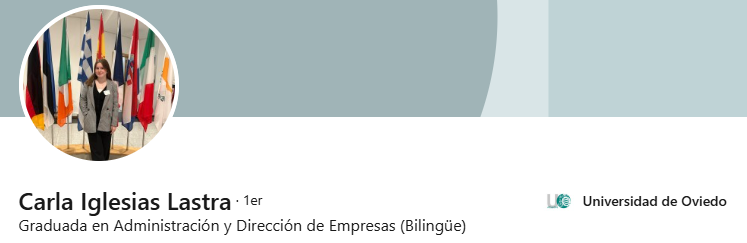 Carla Iglesias Lastra · 1er
Universidad de Oviedo
Graduada en Administración y Dirección de Empresas (Bilingüe)